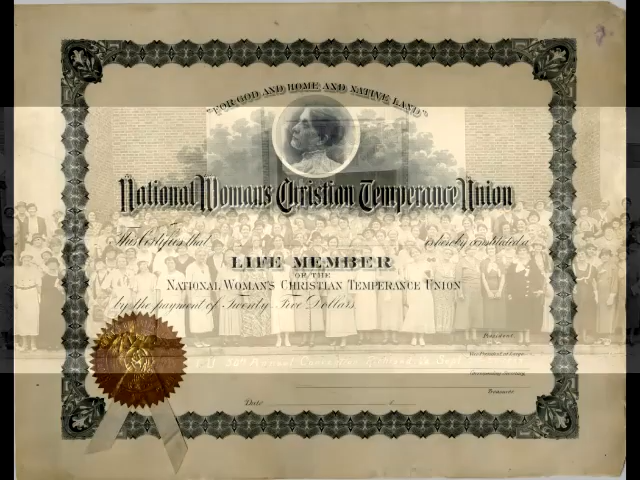 "FOR GOD AND HOME AND NATIVE LAND"
National Woman's Christian Temperance Union
This Certifies that is hereby constituted a
LIFE MEMBER
OF THE
NATIONAL WOMAN'S CHRISTIAN TEMPERANCE UNION
by the payment of Twenty Five Dollars.
President
Vice-President at Large
Corresponding Secretary
Treasurer
Date